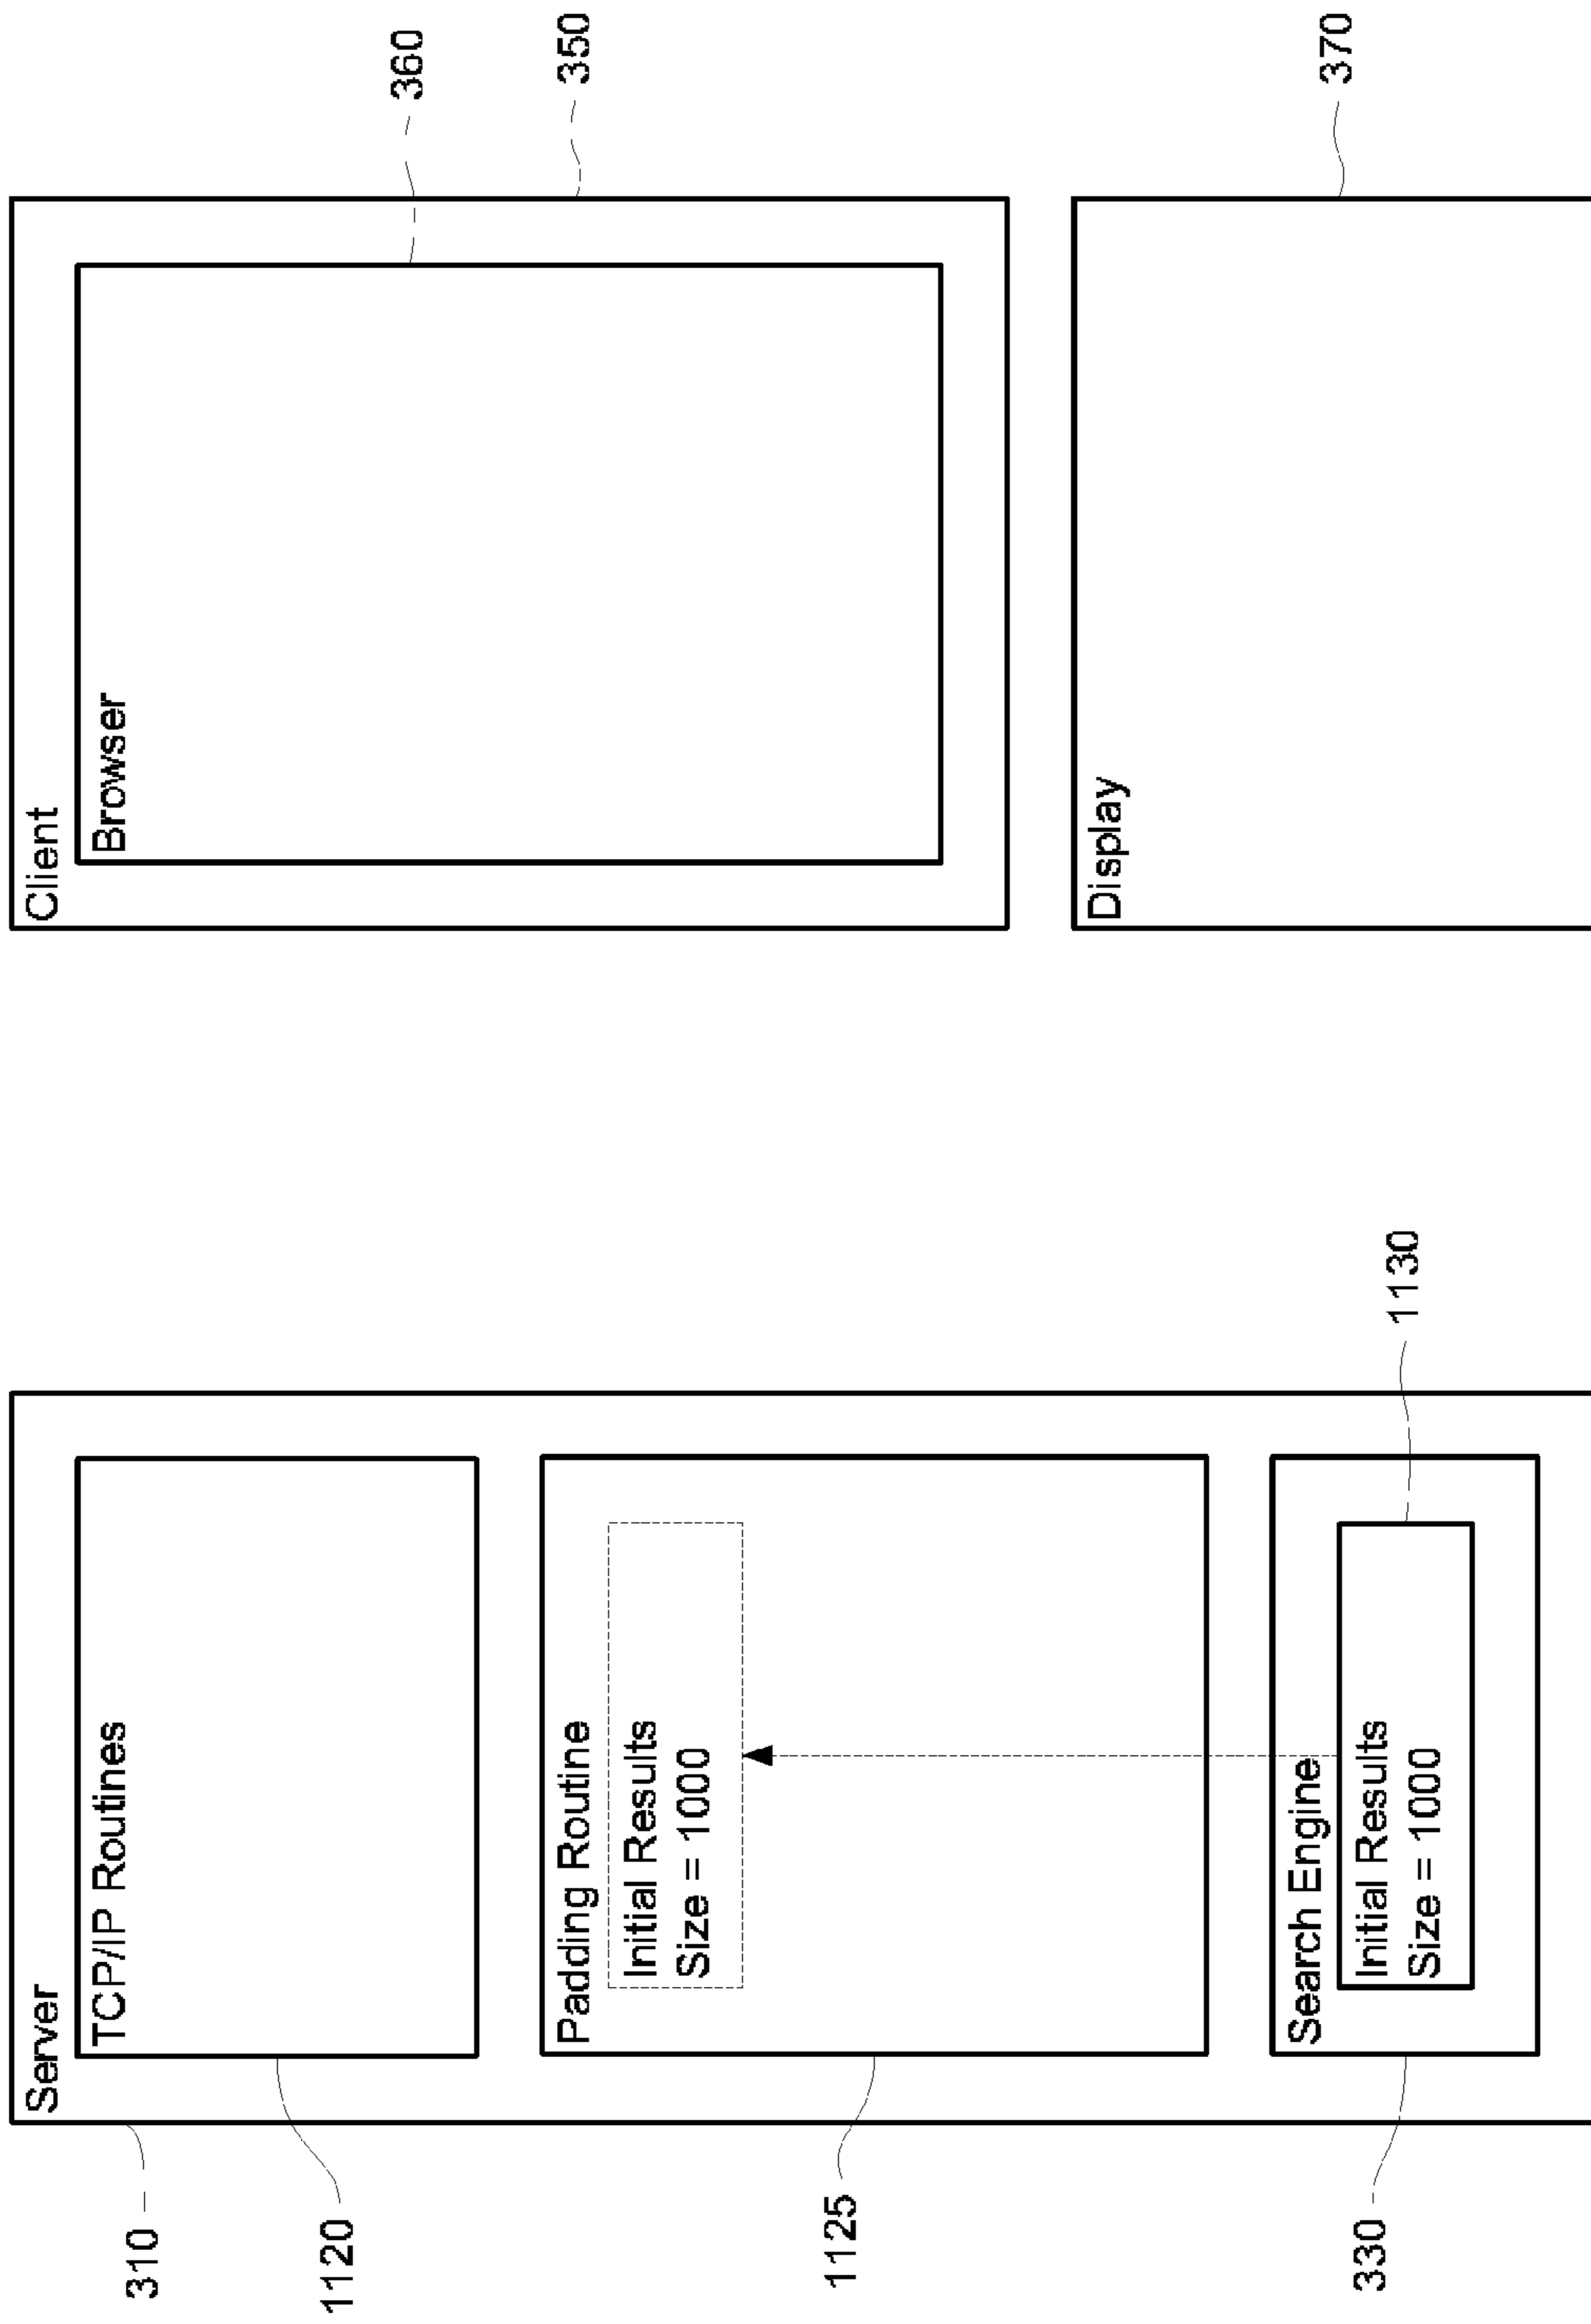 Server
310
TCP/IP Routines
1120
Padding Routine
Initial Results
Size = 1000
1125
Search Engine
Initial Results
Size = 1000
330
1130
Client
Browser
360
350
Display
370